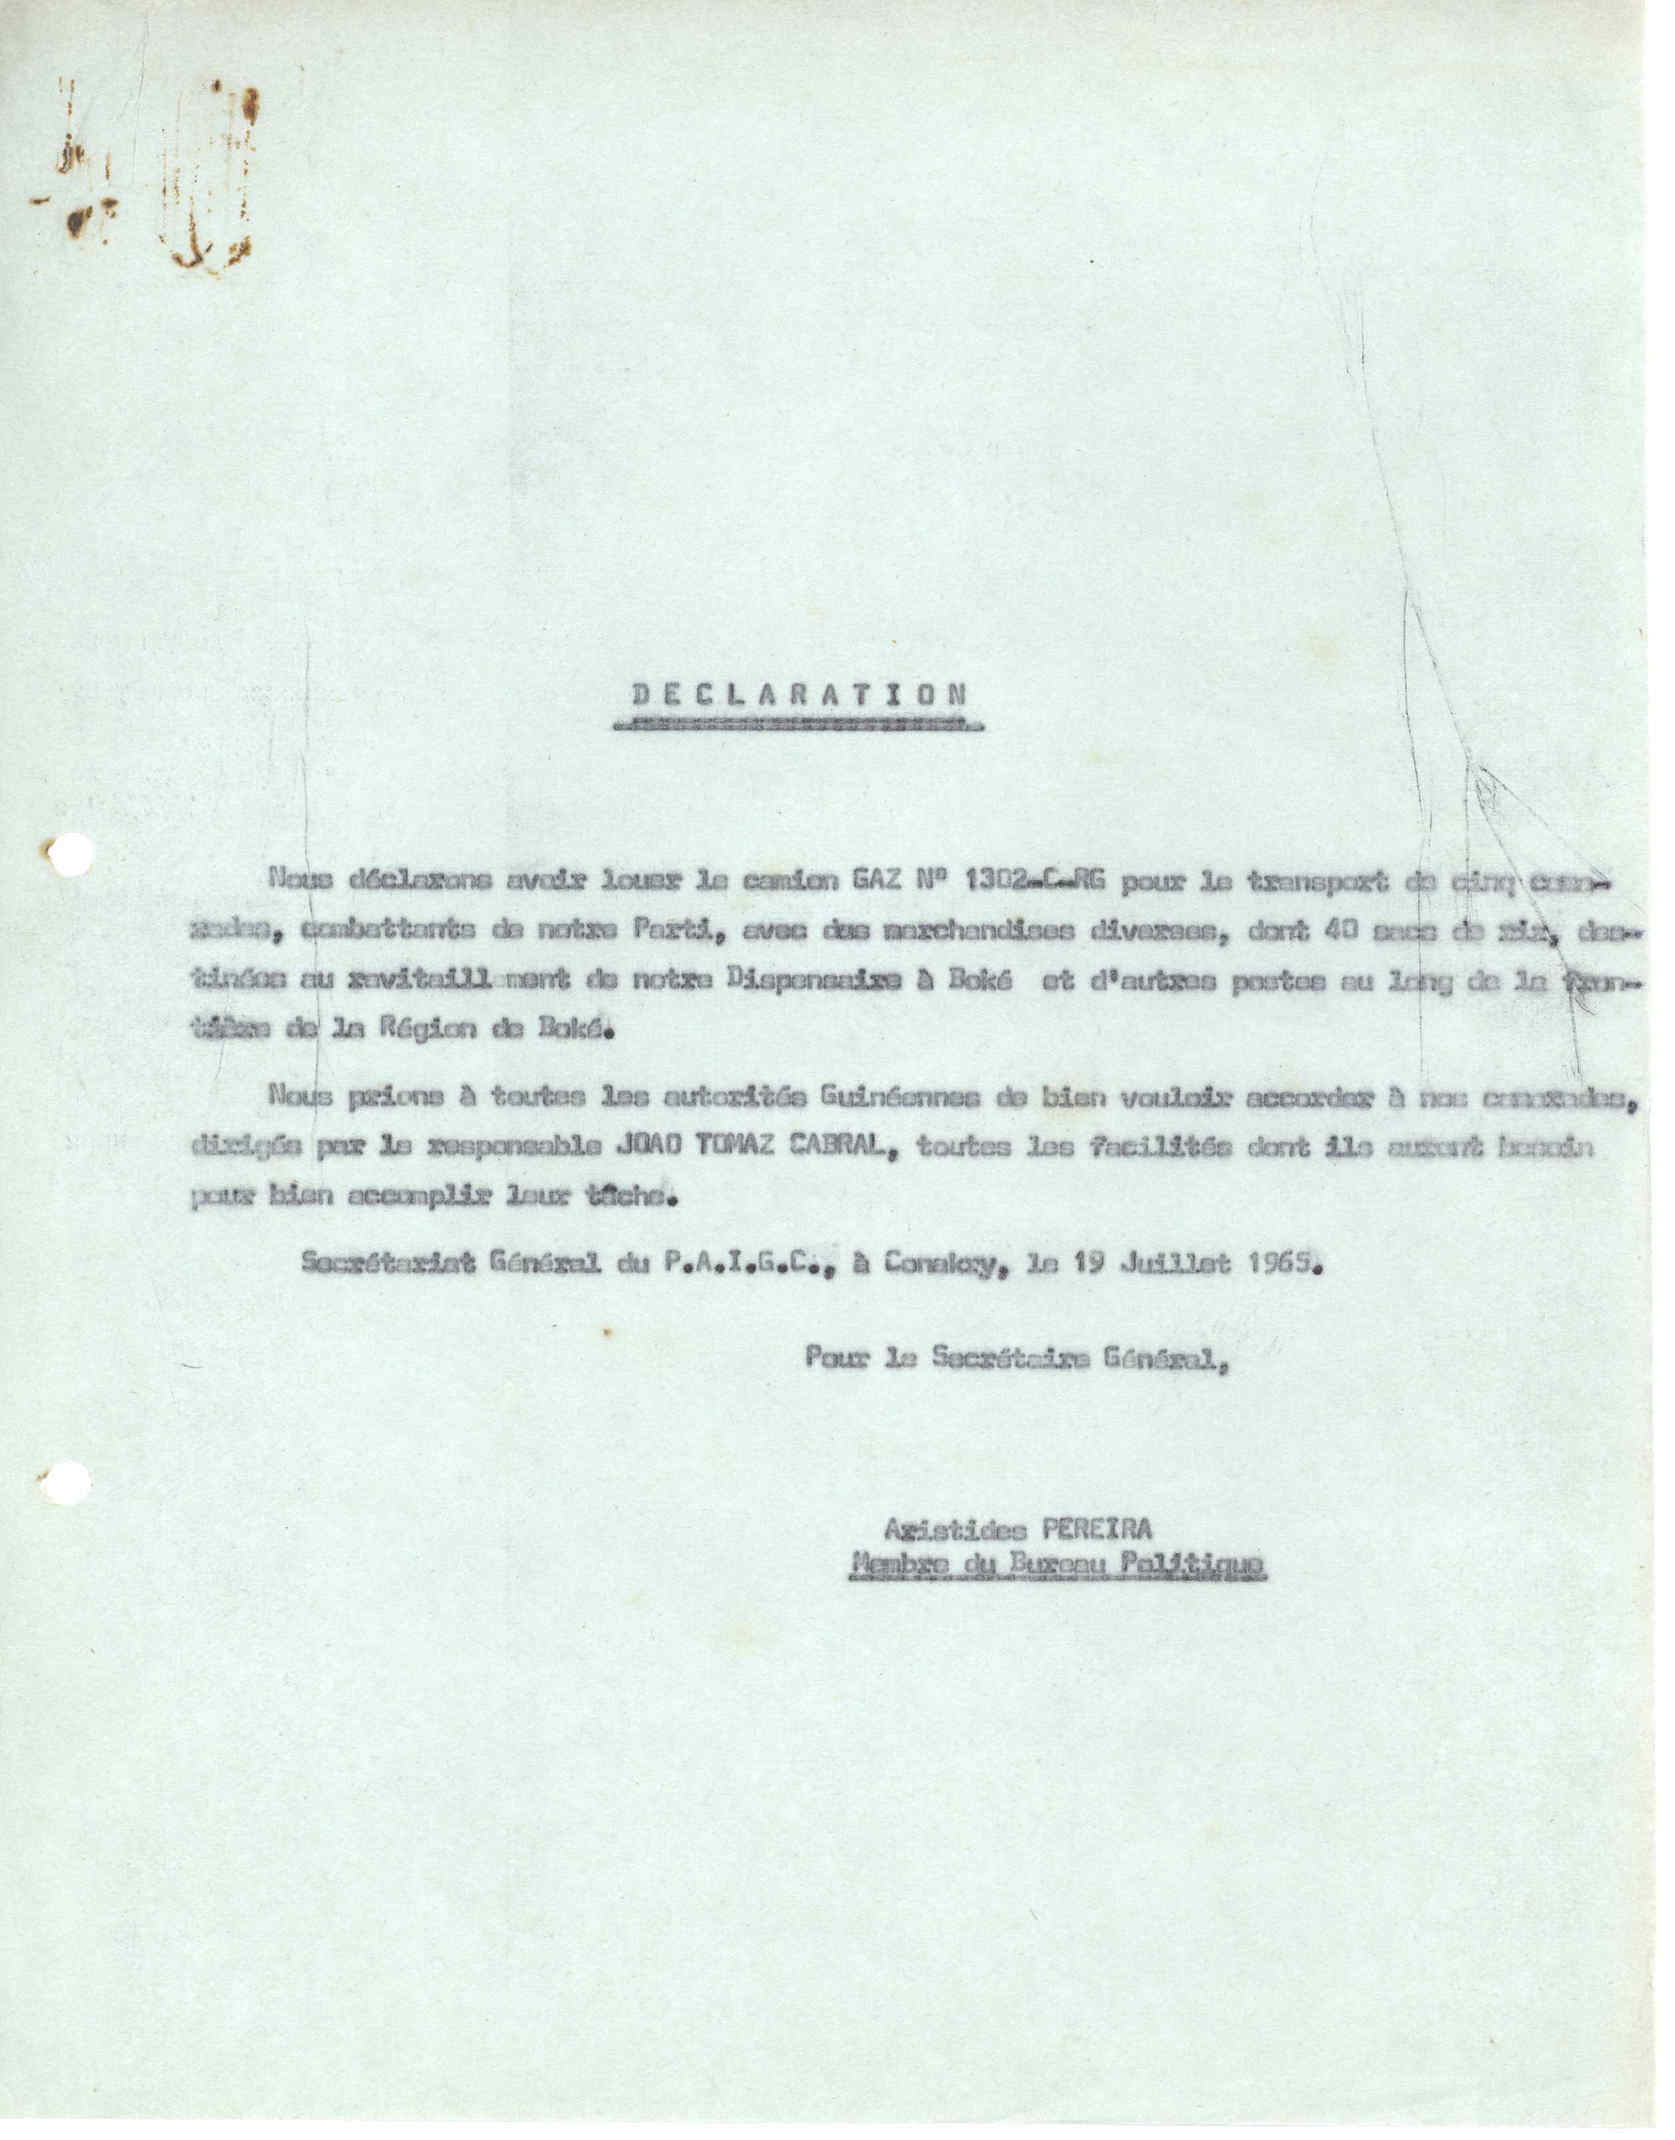 DECLARATION
Nous déclarons avoir louer le camion GAZ Nº 1302-C-RG pour le transport de cinq cama-
rades, combattants de notre Parti, avec des marchandises diverses, dont 40 sacs de riz, des-
tinées au ravitaillement de notre Dispensaire à Boké et d'autres postes au long de la fron-
tière de la Région de Boké.
Nous prions à toutes les autorités Guinéennes de bien vouloir accorder à nos camarades,
dirigés par le responsable JOAO TOMAZ CABRAL, toutes les facilités dont ils auront besoin
pour bien accomplir leur tâche.
Secrétariat Général du P.A.I.G.C., à Conakry, le 19 Juillet 1965.
Pour le Secrétaire Général,
Aristides PEREIRA
Membre du Bureau Politique